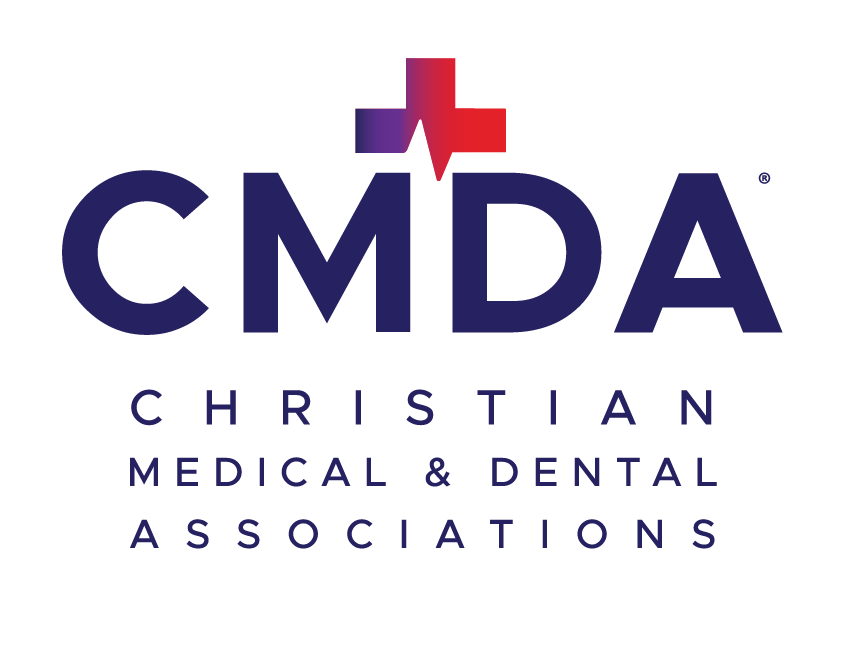 CMDA®
CHRISTIAN
MEDICAL & DENTAL
ASSOCIATIONS